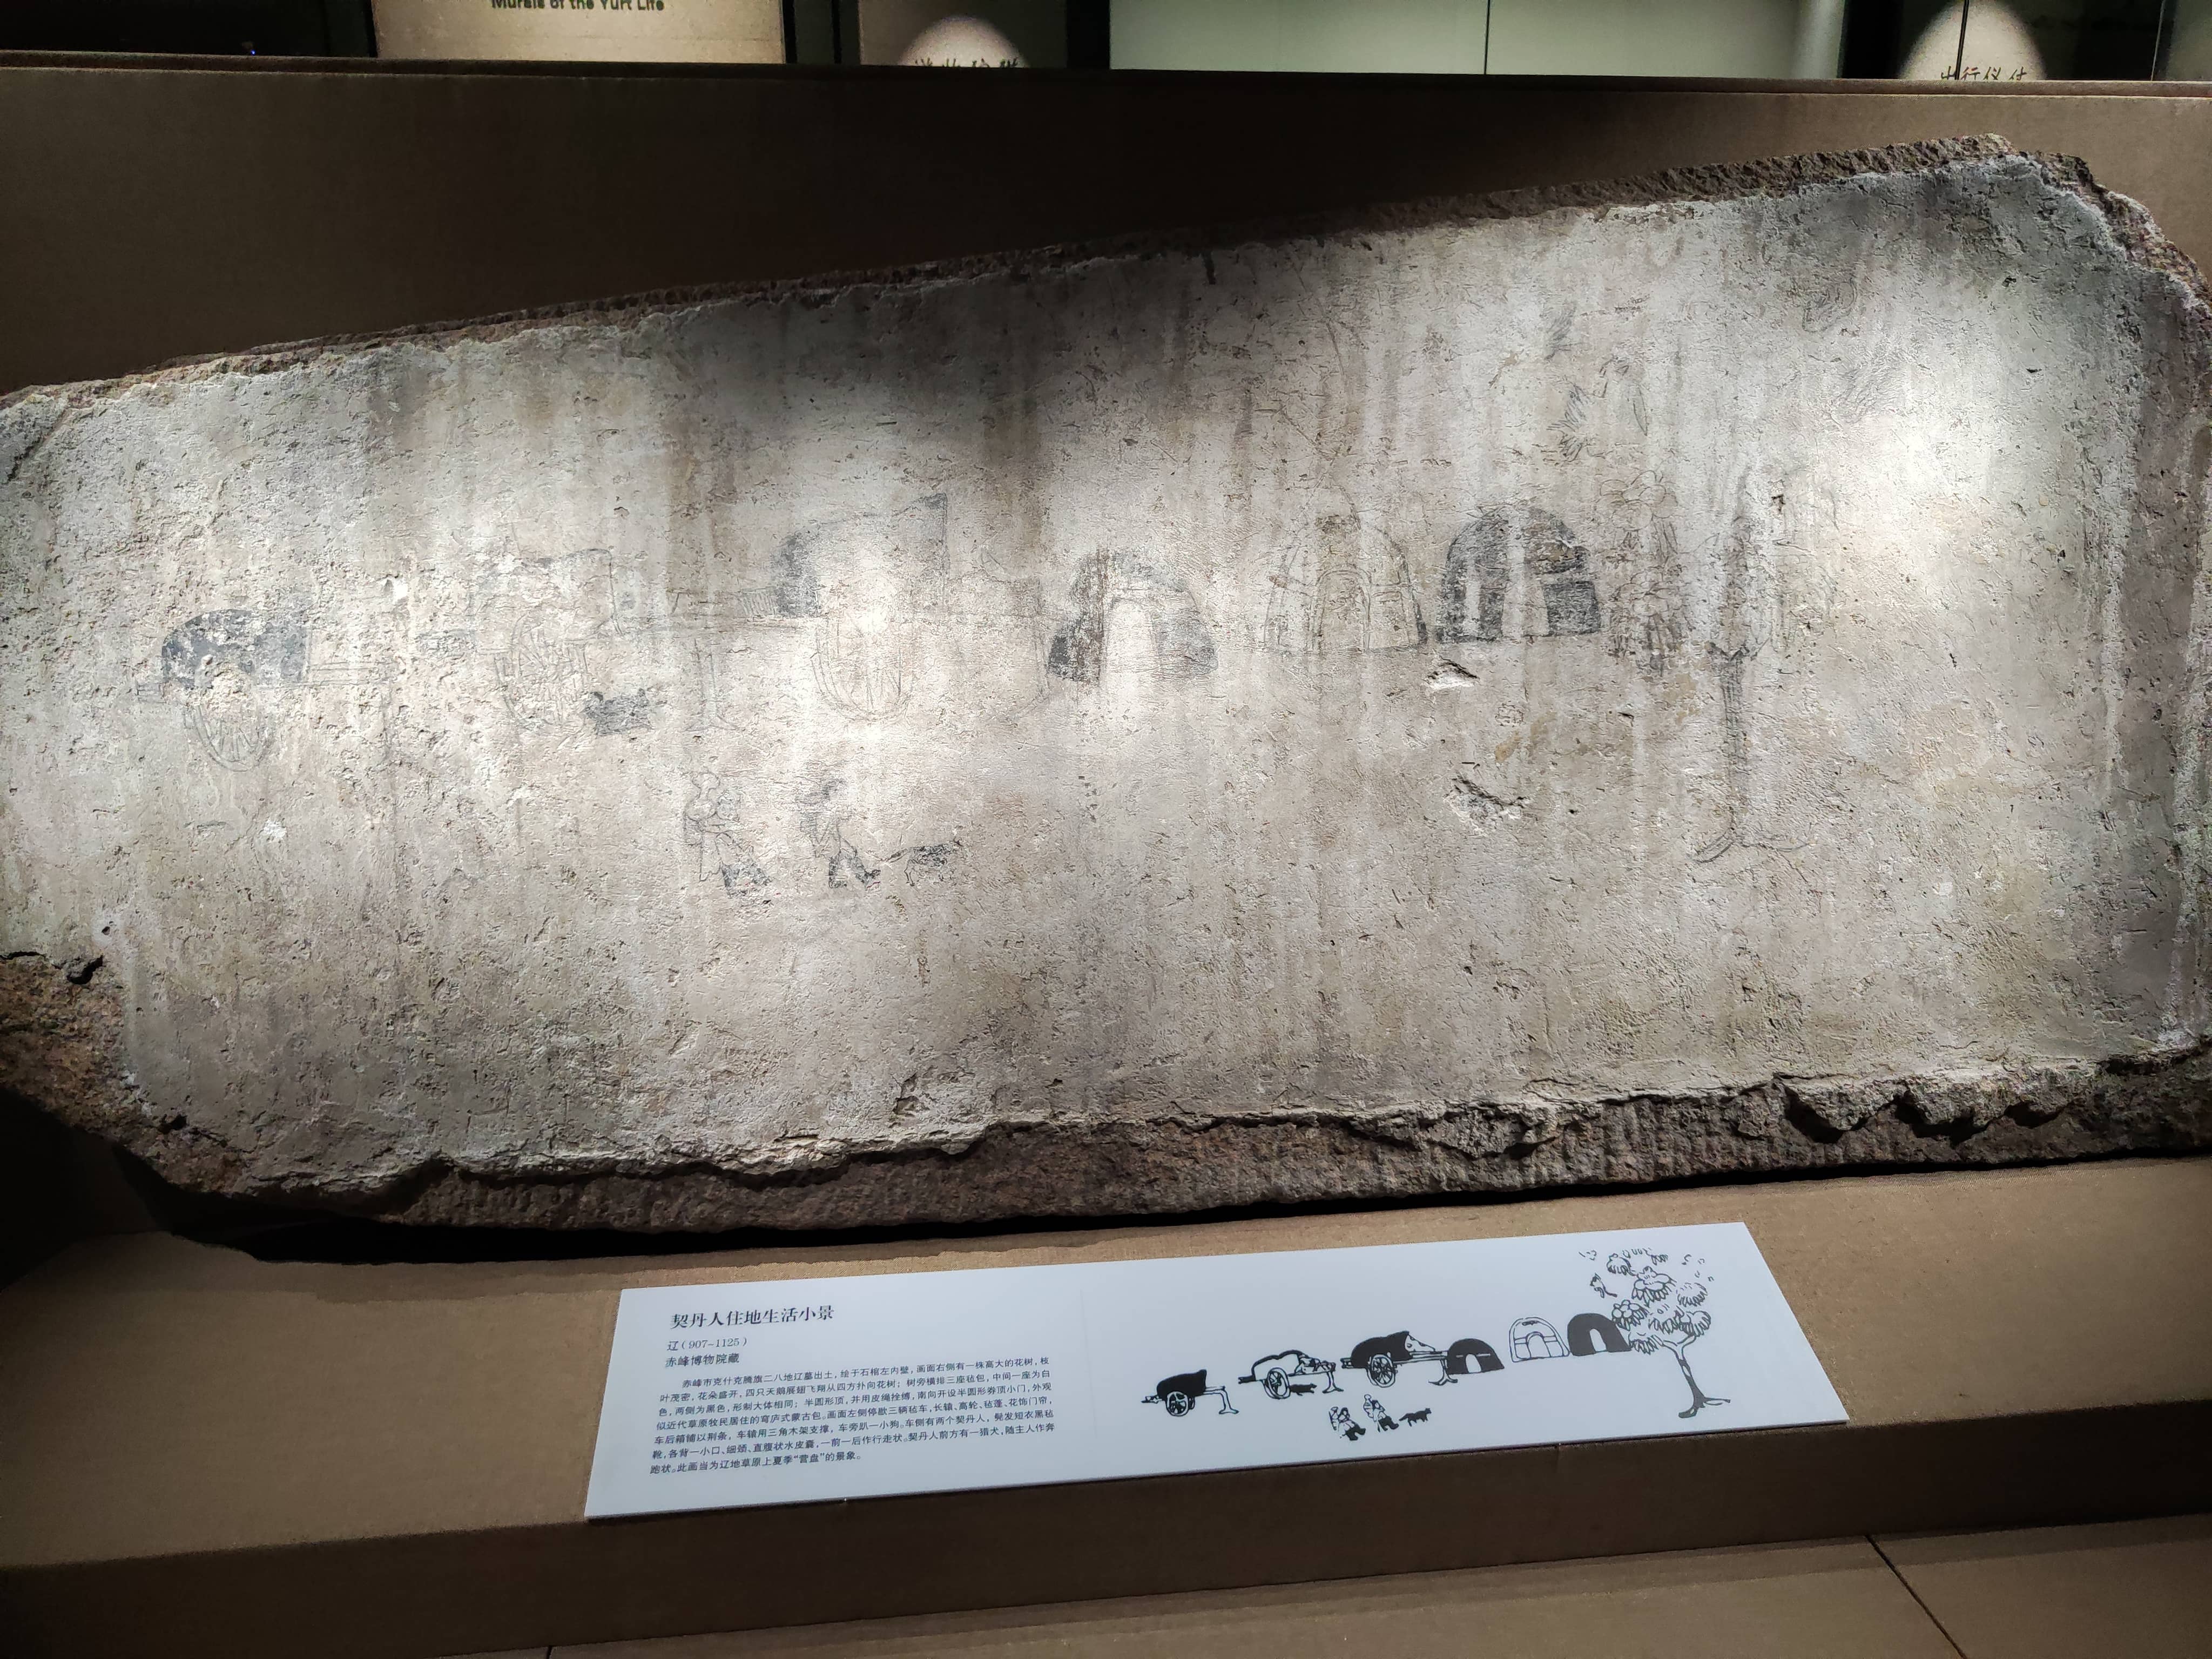 Murals of the Yurt Life
出行仪仗
契丹人住地生活小景
辽(907-1125)
赤峰博物院藏
赤峰市克什克腾旗二八地辽墓出土，绘于石棺左内壁，画面右侧有一株高大的花树，枝
叶茂密，花朵盛开，四只天鹅展翅飞翔从四方扑向花树；树旁横排三座毡包，中间一座为白
色，两侧为黑色，形制大体相同；半圆形顶，并用皮绳拴缚，南向开设半圆形券顶小门，外观
似近代草原牧民居住的穹庐式蒙古包。画面左侧停歇三辆毡车，长辕、高轮、毡蓬、花饰门帘，
车后箱辅以荆条，车辕用三角木架支撑，车旁趴一小狗。车侧有两个契丹人，髡发短衣黑毡
靴，各背一小口、细颈、直腹状水皮囊，一前一后作行走状。契丹人前方有一猎犬，随主人作奔
跑状。此画当为辽地草原上夏季“营盘”的景象。